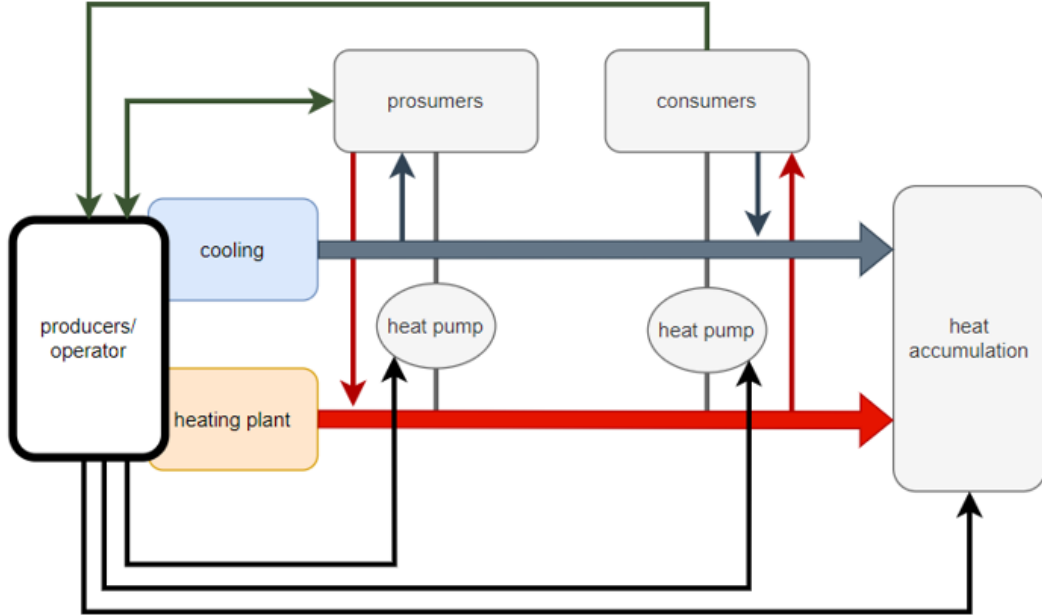 prosumers
consumers
cooling
producers/
operator
heat pump
heat pump
heat
accumulation
heating plant